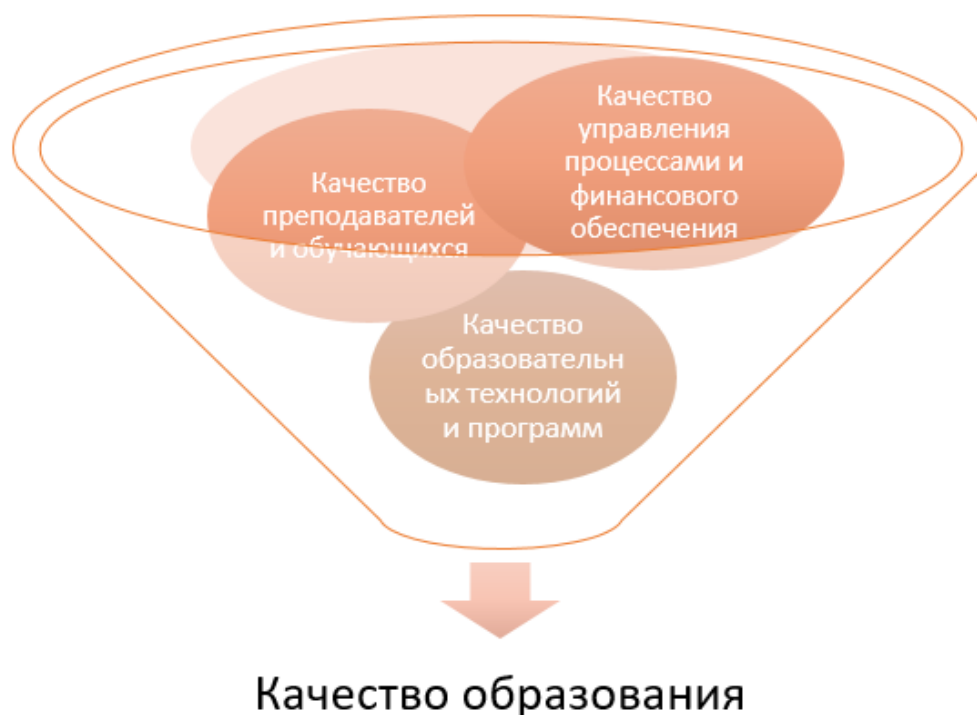 Качество
управления
процессами и
финансового
обеспечения
Качество
преподавателей
и обучающихся
Качество
образовательн
ых технологий
и программ
Качество образования